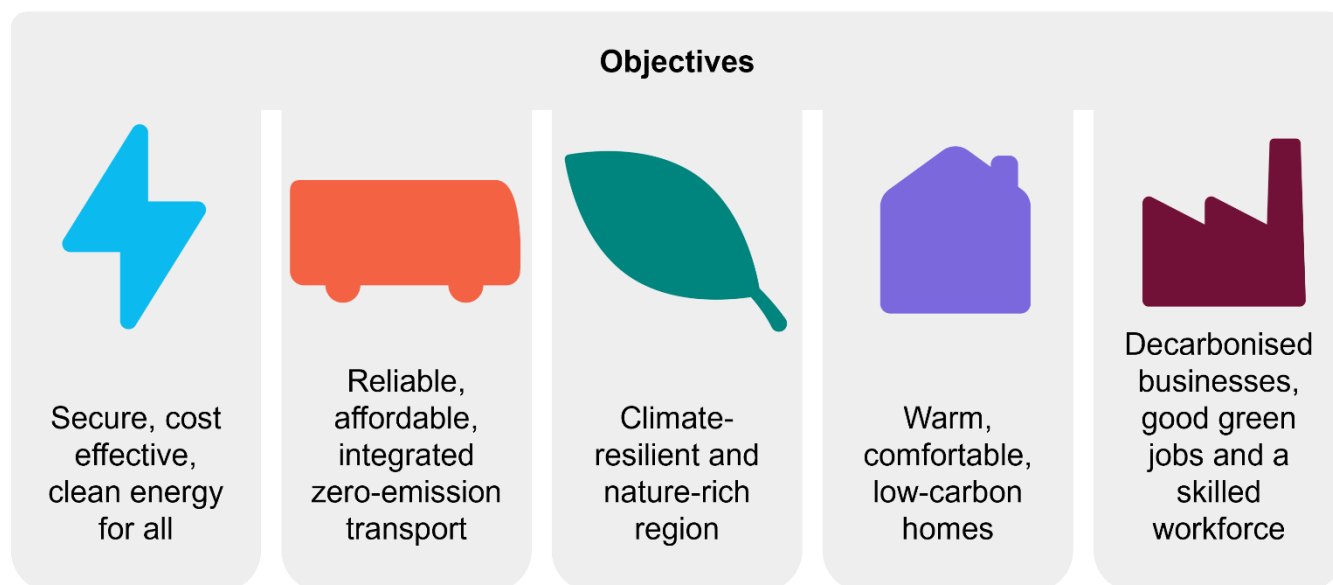 Objectives
Secure, cost
effective,
clean energy
for all
Reliable,
affordable,
integrated
zero-emission
transport
Climate-
resilient and
nature-rich
region
Warm,
comfortable,
low-carbon
homes
Decarbonised
businesses,
good green
jobs and a
skilled
workforce